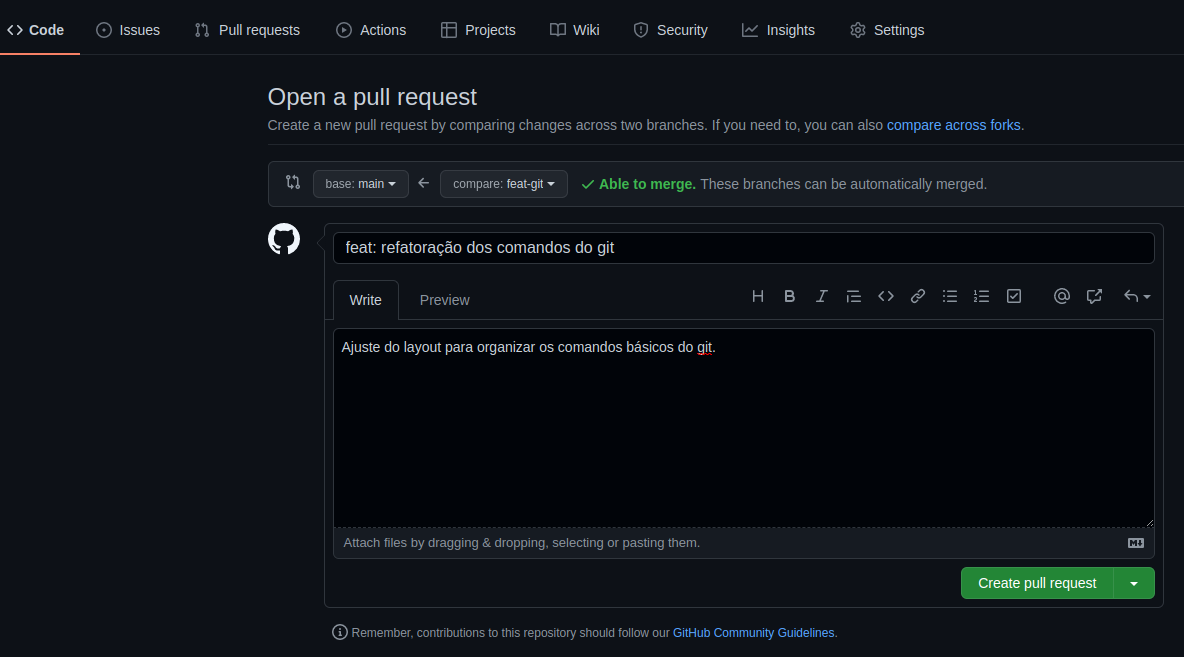 Code Issues Pull requests Actions Projects Wiki Security Insights Settings
Open a pull request
Create a new pull request by comparing changes across two branches. If you need to, you can also compare across forks.
base: main compare: feat-git Able to merge. These branches can be automatically merged.
feat: refatoração dos comandos do git
Write Preview
Ajuste do layout para organizar os comandos básicos do git.
Attach files by dragging & dropping, selecting or pasting them.
Create pull request
Remember, contributions to this repository should follow our GitHub Community Guidelines.